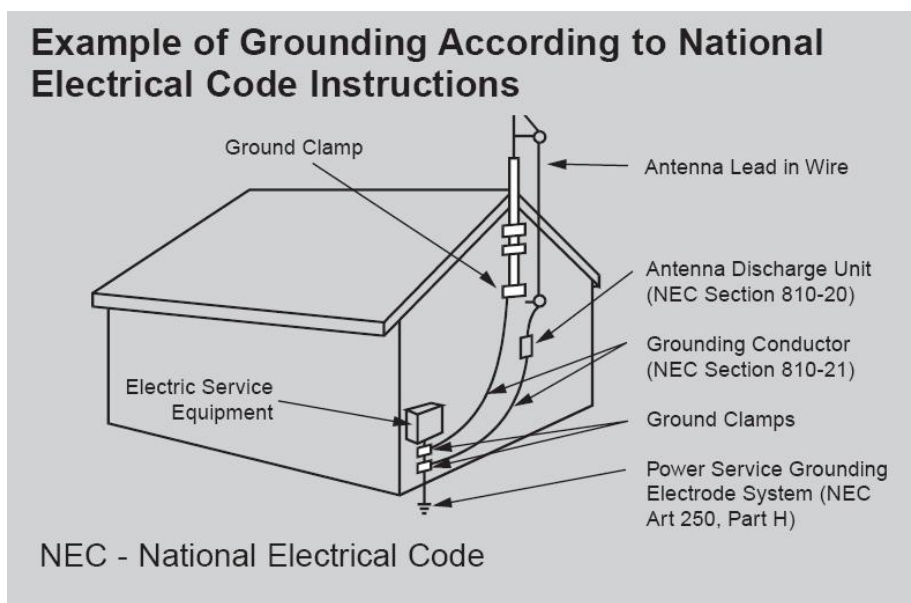 Example of Grounding According to National
Electrical Code Instructions
Ground Clamp
Antenna Lead in Wire
Antenna Discharge Unit
(NEC Section 810-20)
Grounding Conductor
(NEC Section 810-21)
Electric Service
Equipment
Ground Clamps
Power Service Grounding
Electrode System (NEC
Art 250, Part H)
NEC - National Electrical Code